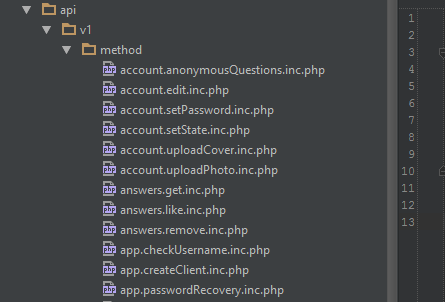 api
v1
method
account.anonymousQuestions.inc.php
account.edit.inc.php
account.setPassword.inc.php
account.setState.inc.php
account.uploadCover.inc.php
account.uploadPhoto.inc.php
answers.get.inc.php
answers.like.inc.php
answers.remove.inc.php
app.checkUsername.inc.php
app.createClient.inc.php
app.passwordRecovery.inc.php
1
2
3
4
5
6
7
8
9
10
11
12
13